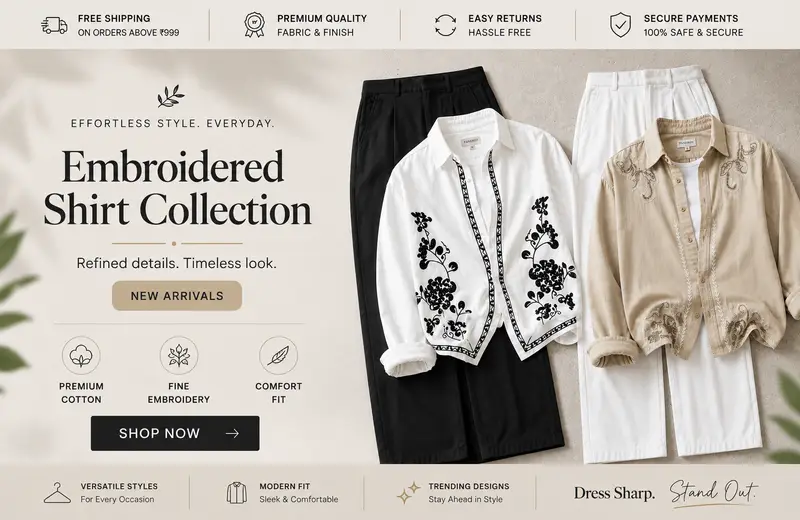 FREE SHIPPING
ON ORDERS ABOVE ₹999
PREMIUM QUALITY
FABRIC & FINISH
EASY RETURNS
HASSLE FREE
SECURE PAYMENTS
100% SAFE & SECURE
EFFORTLESS STYLE. EVERYDAY.
Embroidered
Shirt Collection
Refined details. Timeless look.
NEW ARRIVALS
PREMIUM
COTTON
FINE
EMBROIDERY
COMFORT
FIT
SHOP NOW
VERSATILE STYLES
For Every Occasion
MODERN FIT
Sleek & Comfortable
TRENDING DESIGNS
Stay Ahead in Style
Dress Sharp. Stand Out.